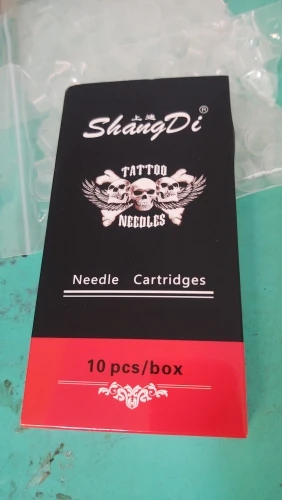 上迪
ShangDi®
TATTOO
NEEDLES
Needle Cartridges
10 pcs/box